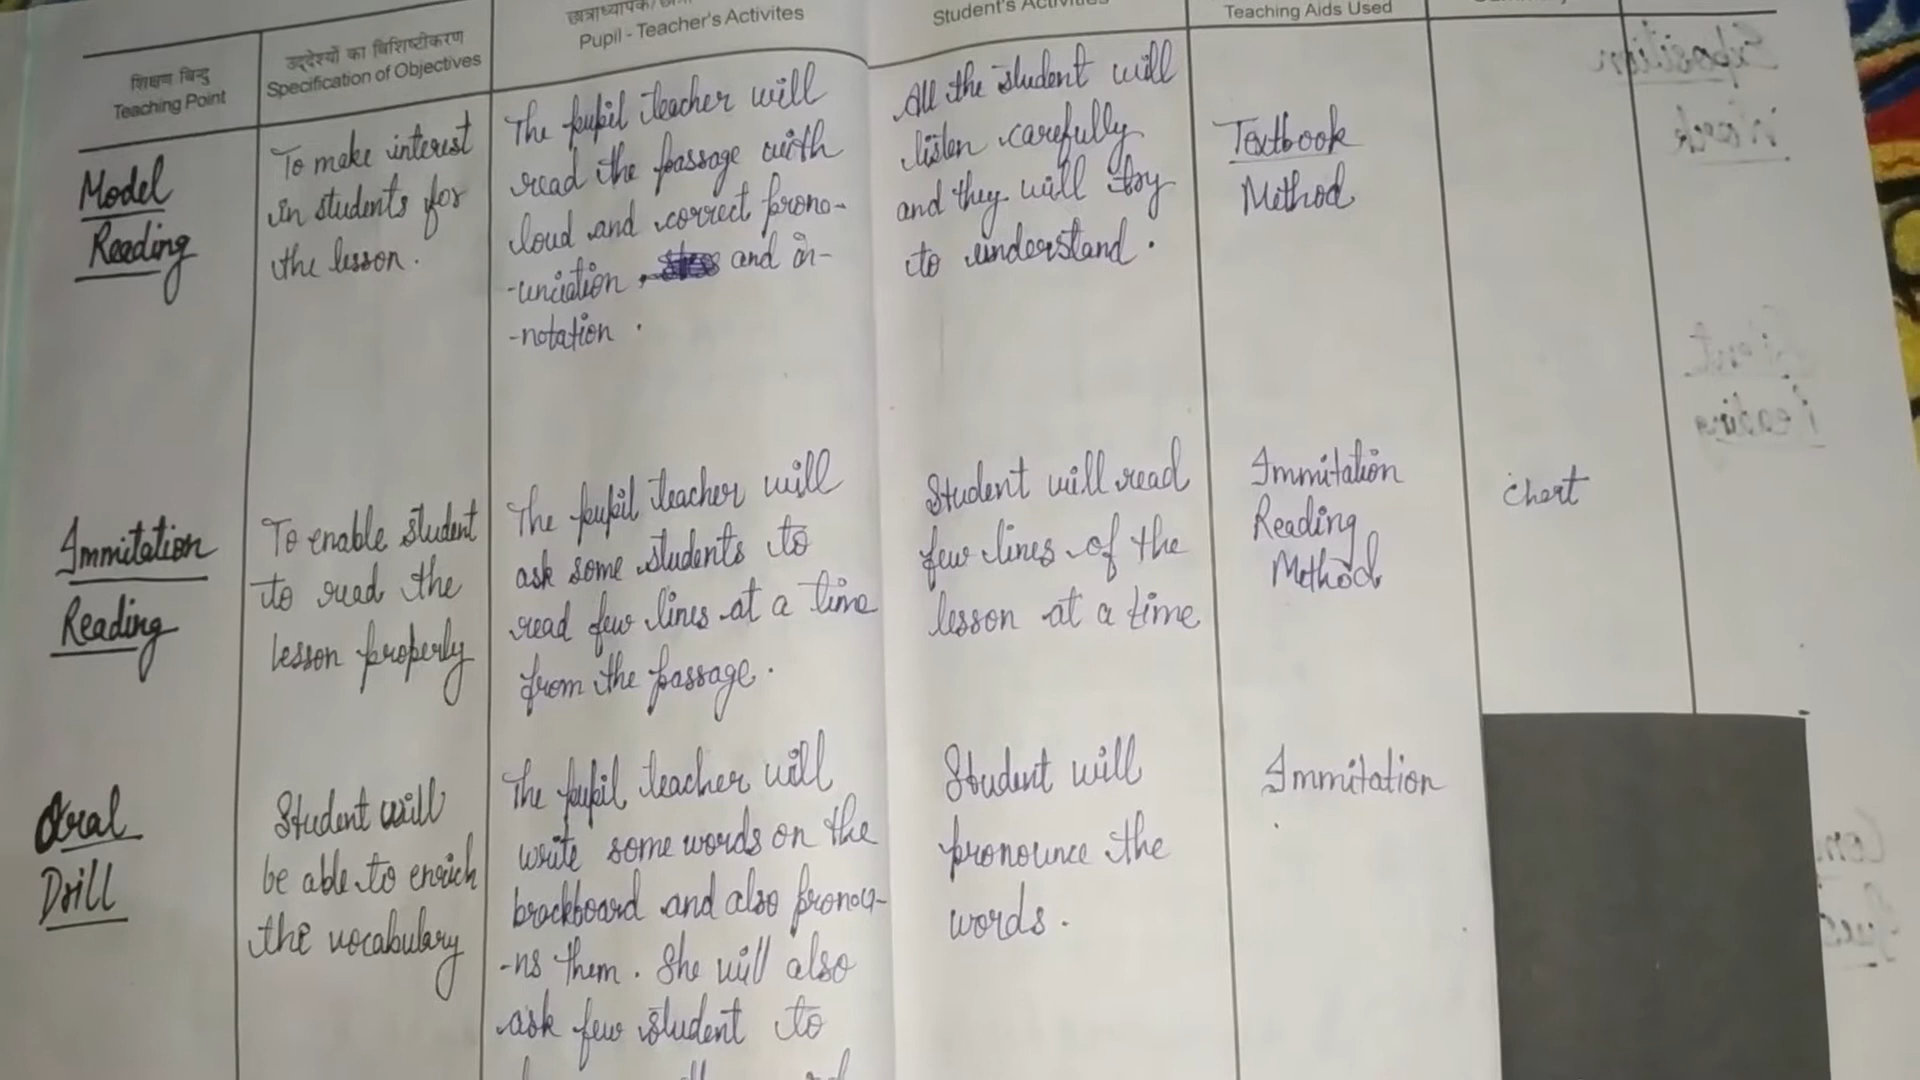 शिक्षण बिन्दु
Teaching Point
उद्देश्यों का विशिष्टीकरण
Specification of Objectives
Pupil - Teacher's Activites
Student's Activities
Teaching Aids Used
Model
Reading
To make interest
in students for
the lesson.
The pupil teacher will
read the passage with
loud and correct prono-
-unciation and in-
-notation.
All the student will
listen carefully
and they will try
to understand.
Textbook
Method
Immitation
Reading
To enable student
to read the
lesson properly
The pupil teacher will
ask some students to
read few lines at a time
from the passage.
Student will read
few lines of the
lesson at a time
Immitation
Reading
Method
chart
Oral
Drill
Student will
be able to enrich
the vocabulary
The pupil teacher will
write some words on the
brackboard and also pronou-
-ns them. She will also
ask few student to
Student will
pronounce the
words.
Immitation